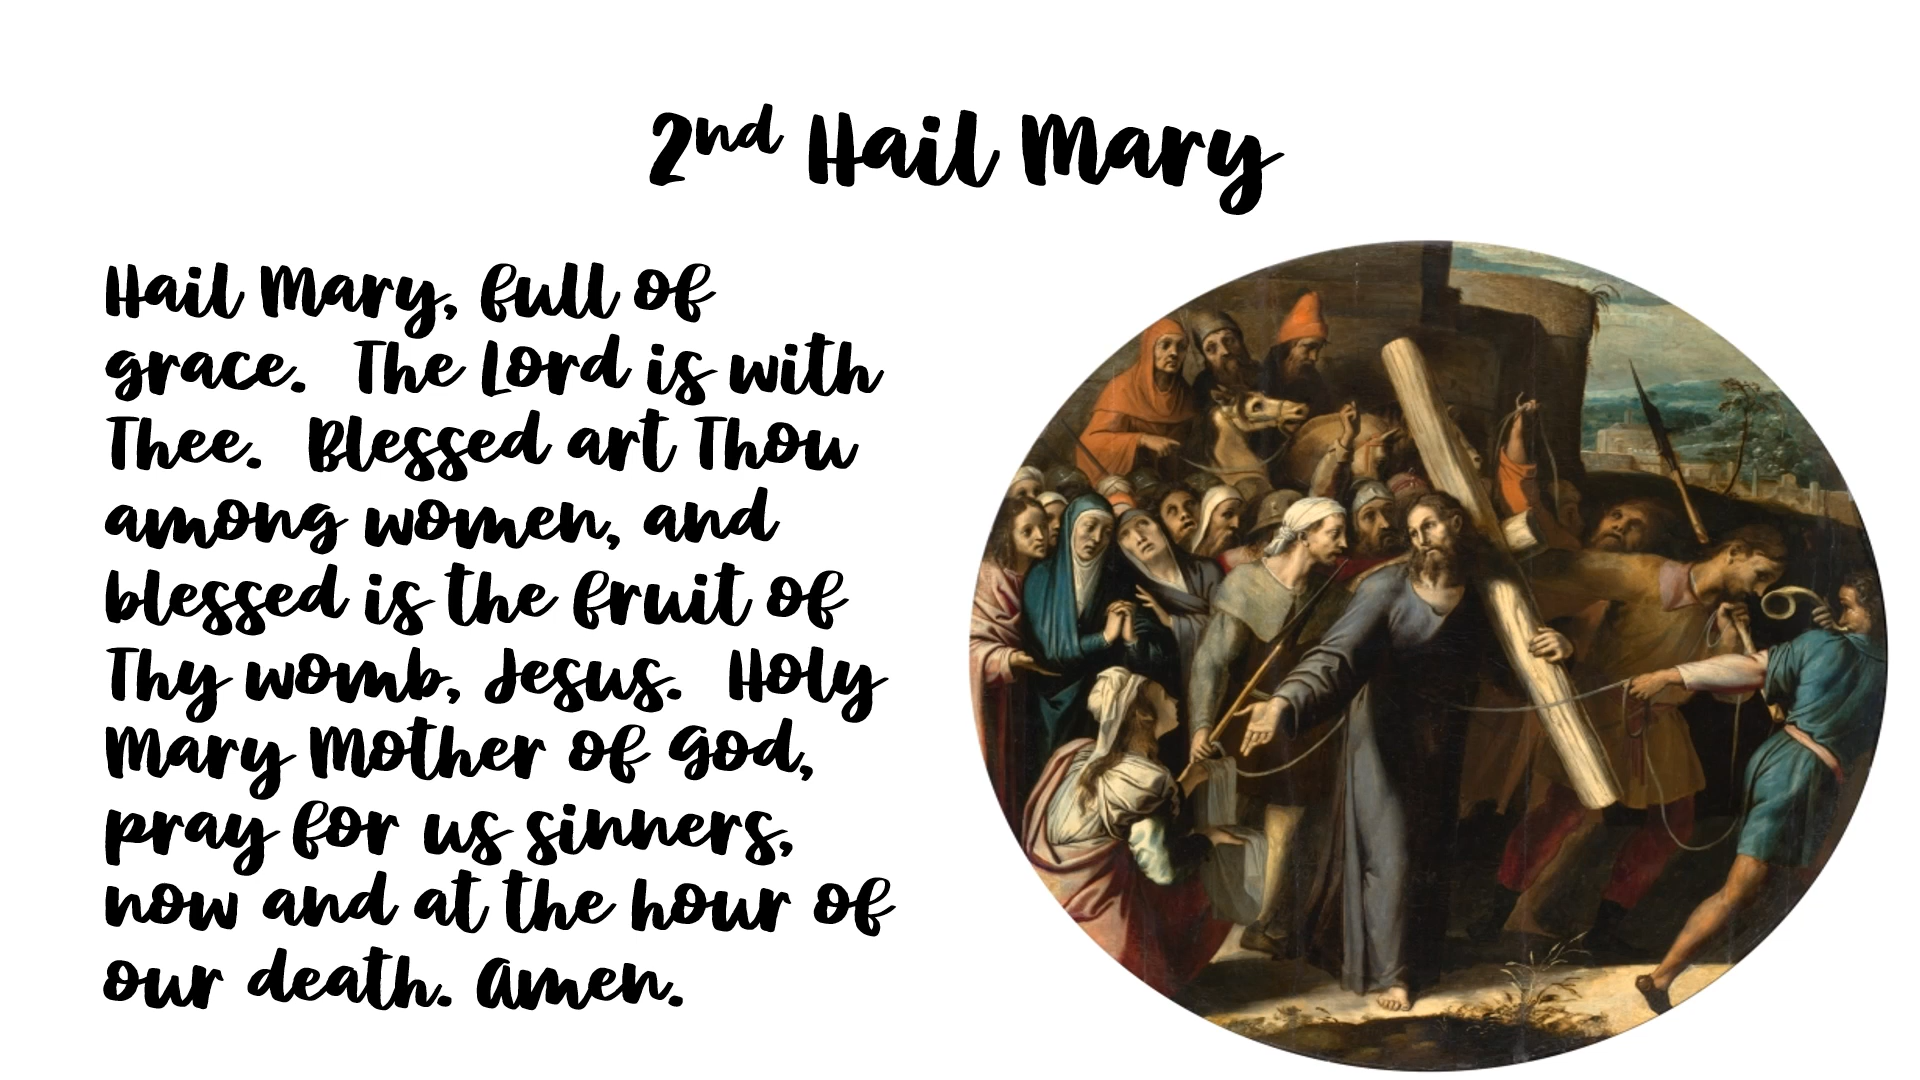 2nd Hail Mary
Hail Mary, full of
grace.  The Lord is with
Thee.  Blessed art Thou
among women, and
blessed is the fruit of
Thy womb, Jesus.  Holy
Mary Mother of God,
pray for us sinners,
now and at the hour of
our death. Amen.